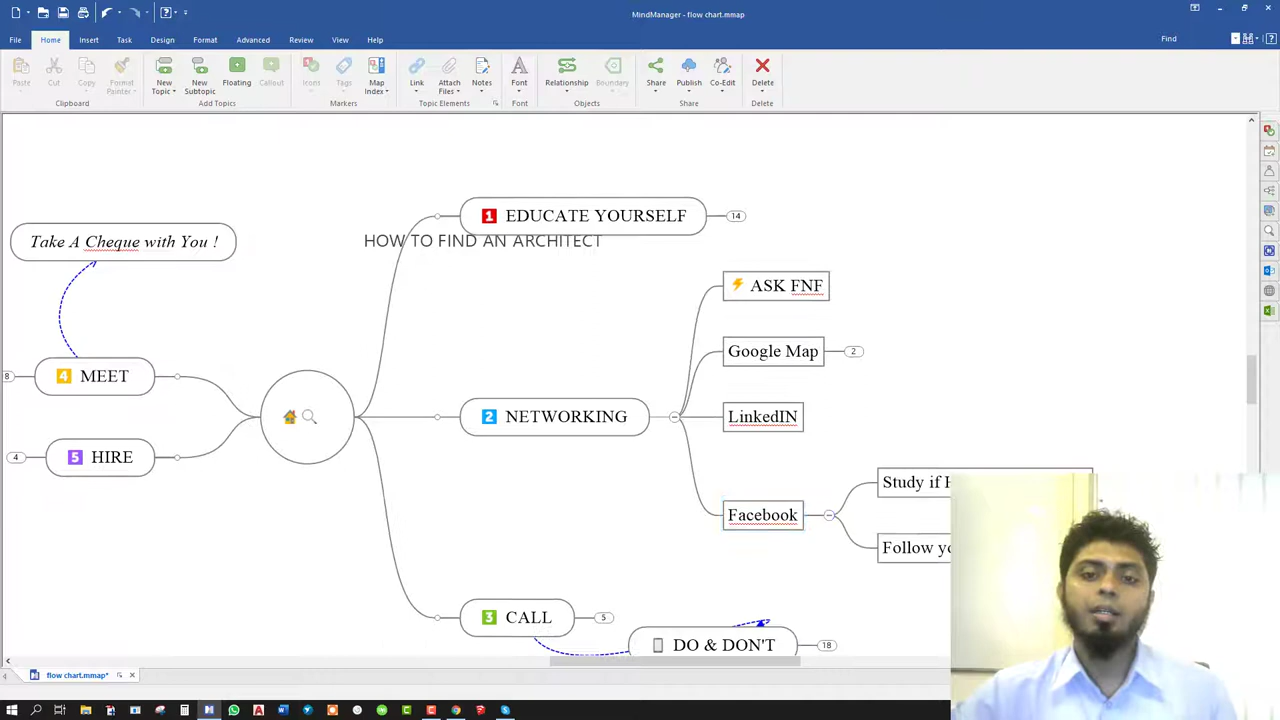 MindManager - flow chart.mmap
File Home Insert Task Design Format Advanced Review View Help Find
Paste Cut Copy Format Painter New Topic New Subtopic Floating Callout Icons Tags Map Index Link Attach Files Notes Font Relationship Boundary Share Publish Co-Edit Delete
Clipboard Add Topics Markers Topic Elements Font Objects Share Delete
1 EDUCATE YOURSELF 14
Take A Cheque with You !
HOW TO FIND AN ARCHITECT
ASK FNF
Google Map 2
8 4 MEET
2 NETWORKING
LinkedIN
4 5 HIRE
Study if
Facebook
Follow
3 CALL 5
DO & DON'T 18
flow chart.mmap*